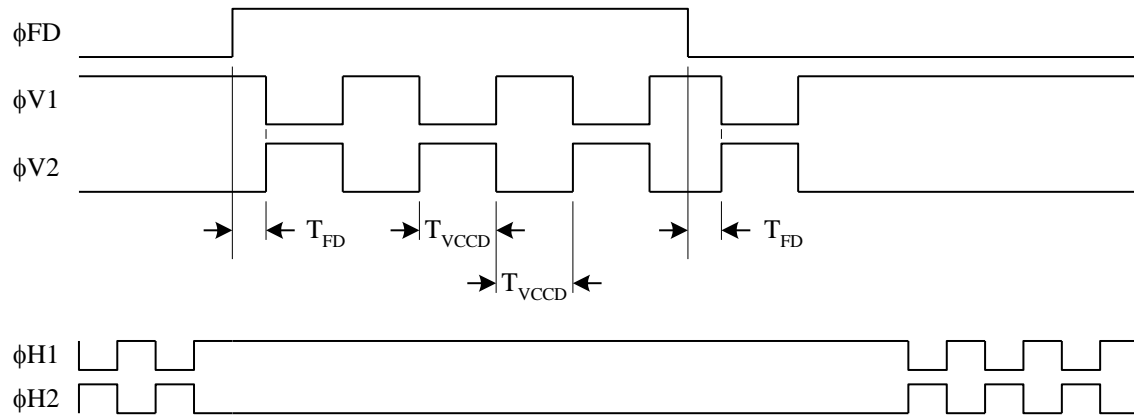 ϕFD
ϕV1
ϕV2
T_FD T_VCCD T_FD
T_VCCD
ϕH1
ϕH2